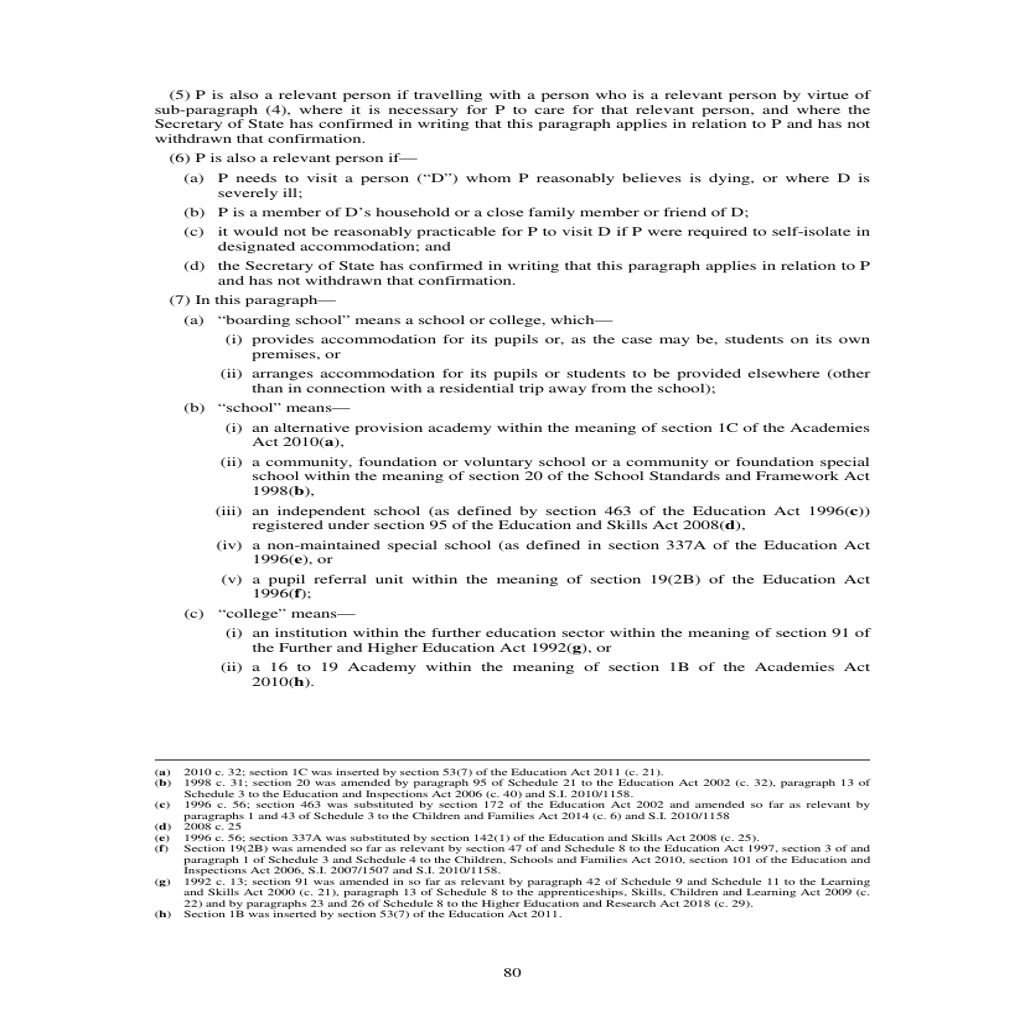 (5) P is also a relevant person if travelling with a person who is a relevant person by virtue of
sub-paragraph (4), where it is necessary for P to care for that relevant person, and where the
Secretary of State has confirmed in writing that this paragraph applies in relation to P and has not
withdrawn that confirmation.
(6) P is also a relevant person if—
(a) P needs to visit a person (“D”) whom P reasonably believes is dying, or where D is
severely ill;
(b) P is a member of D’s household or a close family member or friend of D;
(c) it would not be reasonably practicable for P to visit D if P were required to self-isolate in
designated accommodation; and
(d) the Secretary of State has confirmed in writing that this paragraph applies in relation to P
and has not withdrawn that confirmation.
(7) In this paragraph—
(a) “boarding school” means a school or college, which—
(i) provides accommodation for its pupils or, as the case may be, students on its own
premises, or
(ii) arranges accommodation for its pupils or students to be provided elsewhere (other
than in connection with a residential trip away from the school);
(b) “school” means—
(i) an alternative provision academy within the meaning of section 1C of the Academies
Act 2010(a),
(ii) a community, foundation or voluntary school or a community or foundation special
school within the meaning of section 20 of the School Standards and Framework Act
1998(b),
(iii) an independent school (as defined by section 463 of the Education Act 1996(c))
registered under section 95 of the Education and Skills Act 2008(d),
(iv) a non-maintained special school (as defined in section 337A of the Education Act
1996(e), or
(v) a pupil referral unit within the meaning of section 19(2B) of the Education Act
1996(f);
(c) “college” means—
(i) an institution within the further education sector within the meaning of section 91 of
the Further and Higher Education Act 1992(g), or
(ii) a 16 to 19 Academy within the meaning of section 1B of the Academies Act
2010(h).
(a) 2010 c. 32; section 1C was inserted by section 53(7) of the Education Act 2011 (c. 21).
(b) 1998 c. 31; section 20 was amended by paragraph 95 of Schedule 21 to the Education Act 2002 (c. 32), paragraph 13 of
Schedule 3 to the Education and Inspections Act 2006 (c. 40) and S.I. 2010/1158.
(c) 1996 c. 56; section 463 was substituted by section 172 of the Education Act 2002 and amended so far as relevant by
paragraphs 1 and 43 of Schedule 3 to the Children and Families Act 2014 (c. 6) and S.I. 2010/1158
(d) 2008 c. 25
(e) 1996 c. 56; section 337A was substituted by section 142(1) of the Education and Skills Act 2008 (c. 25).
(f) Section 19(2B) was amended so far as relevant by section 47 of and Schedule 8 to the Education Act 1997, section 3 of and
paragraph 1 of Schedule 3 and Schedule 4 to the Children, Schools and Families Act 2010, section 101 of the Education and
Inspections Act 2006, S.I. 2007/1507 and S.I. 2010/1158.
(g) 1992 c. 13; section 91 was amended in so far as relevant by paragraph 42 of Schedule 9 and Schedule 11 to the Learning
and Skills Act 2000 (c. 21), paragraph 13 of Schedule 8 to the apprenticeships, Skills, Children and Learning Act 2009 (c.
22) and by paragraphs 23 and 26 of Schedule 8 to the Higher Education and Research Act 2018 (c. 29).
(h) Section 1B was inserted by section 53(7) of the Education Act 2011.
80